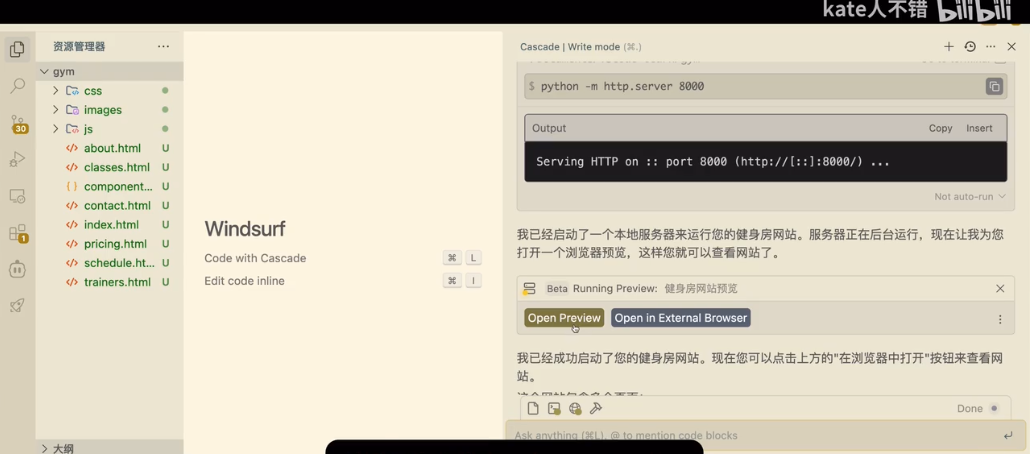 kate人不错 bilibili
资源管理器 ...
Cascade | Write mode (⌘.)
gym
css
images
js
about.html U
classes.html U
component... U
contact.html U
index.html U
pricing.html U
schedule.ht... U
trainers.html U
大纲
30
1
Windsurf
Code with Cascade ⌘ L
Edit code inline ⌘ I
$ python -m http.server 8000
Output Copy Insert
Serving HTTP on :: port 8000 (http://[::]:8000/) ...
Not auto-run
我已经启动了一个本地服务器来运行您的健身房网站。服务器正在后台运行，现在让我为您
打开一个浏览器预览，这样您就可以查看网站了。
Beta Running Preview: 健身房网站预览
Open Preview Open in External Browser
我已经成功启动了您的健身房网站。现在您可以点击上方的"在浏览器中打开"按钮来查看网
站。
Done
Ask anything (⌘L), @ to mention code blocks